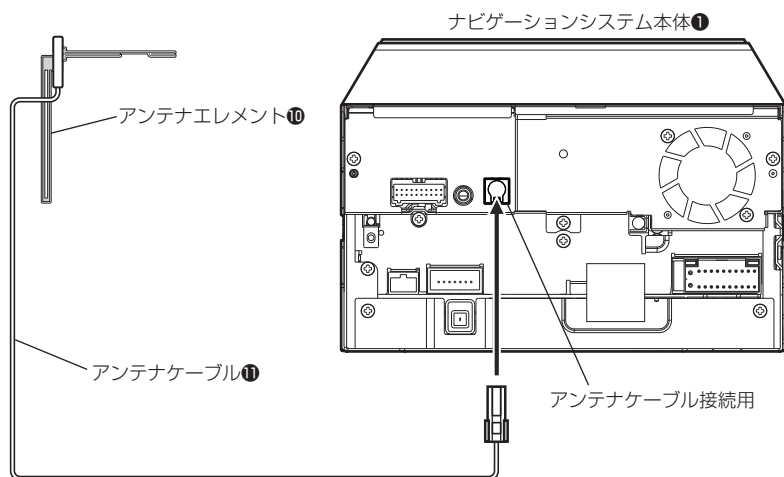 ナビゲーションシステム本体❶
アンテナエレメント❿
アンテナケーブル⓫
アンテナケーブル接続用